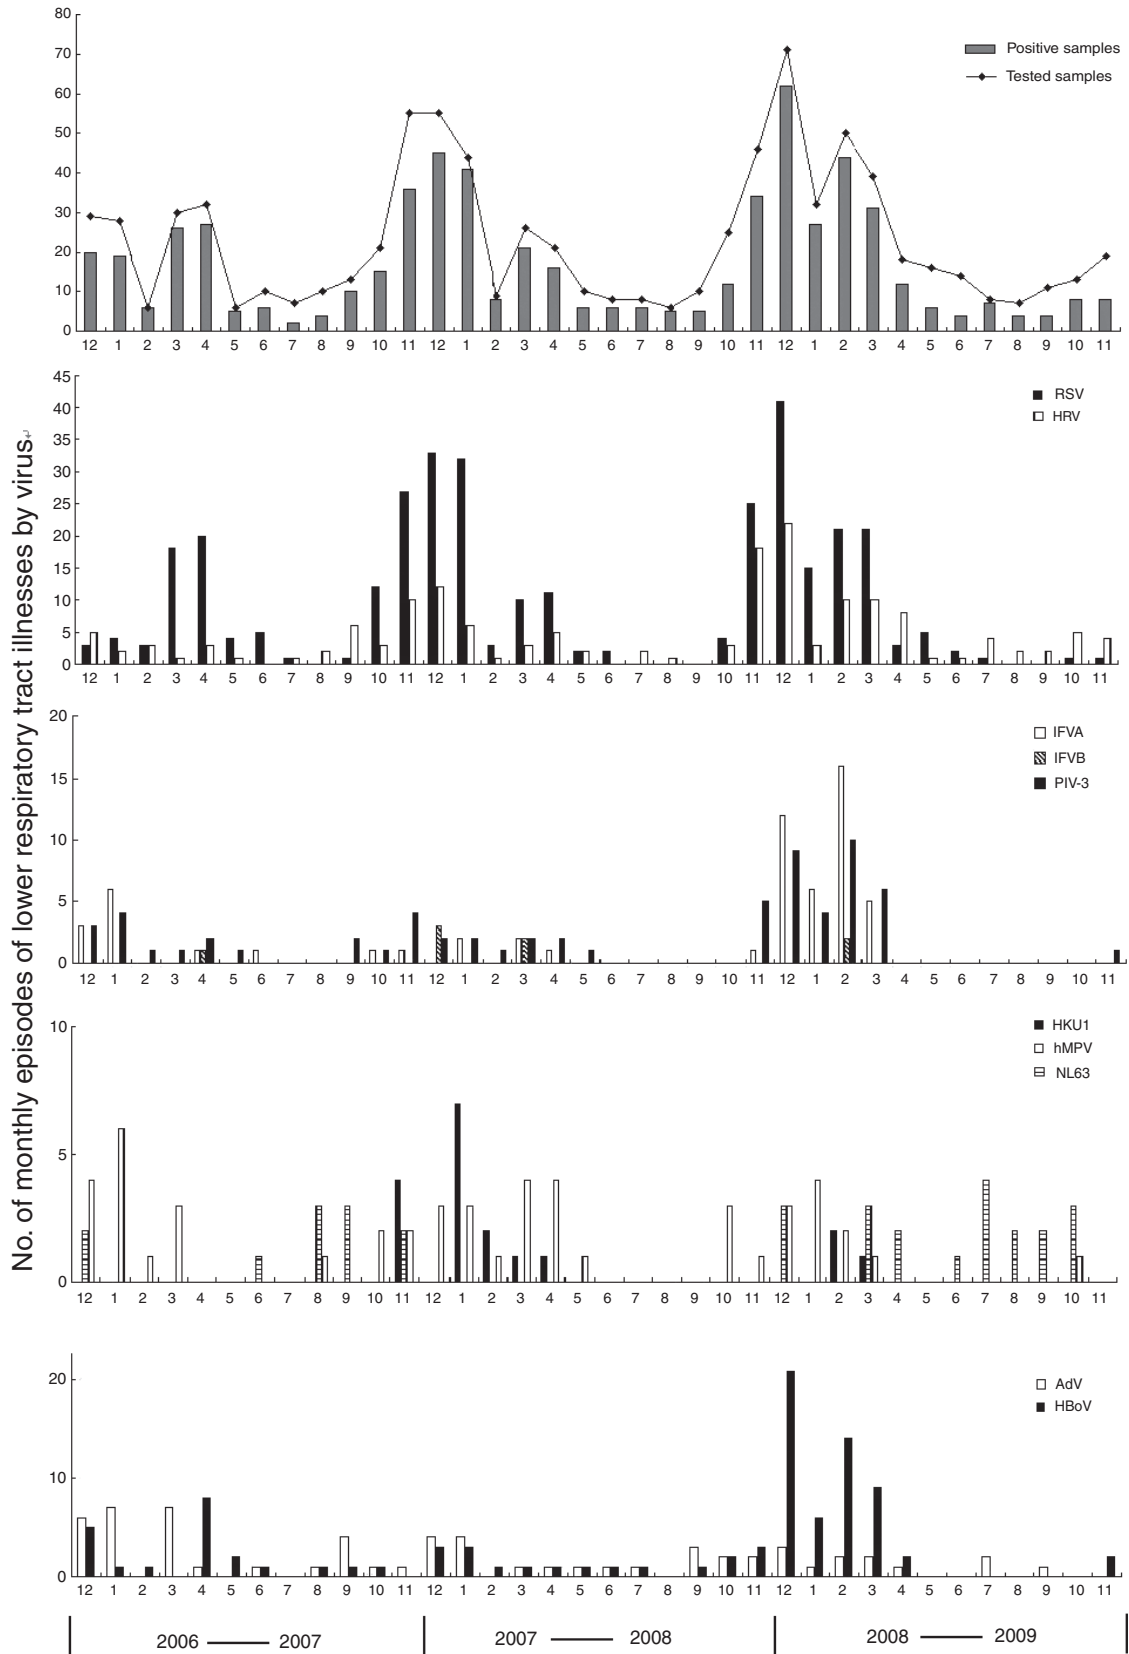 No. of monthly episodes of lower respiratory tract illnesses by virus
80
70
60
50
40
30
20
10
0
Positive samples
Tested samples
12 1 2 3 4 5 6 7 8 9 10 11 12 1 2 3 4 5 6 7 8 9 10 11 12 1 2 3 4 5 6 7 8 9 10 11
45
40
35
30
25
20
15
10
5
0
RSV
HRV
12 1 2 3 4 5 6 7 8 9 10 11 12 1 2 3 4 5 6 7 8 9 10 11 12 1 2 3 4 5 6 7 8 9 10 11
20
15
10
5
0
IFVA
IFVB
PIV-3
12 1 2 3 4 5 6 7 8 9 10 11 12 1 2 3 4 5 6 7 8 9 9 11 12 1 2 3 4 5 6 7 8 9 10 11
10
5
0
HKU1
hMPV
NL63
12 1 2 3 4 5 6 7 8 9 10 11 12 1 2 3 4 5 6 7 8 9 10 11 12 1 2 3 4 5 6 7 8 9 10 11
20
10
0
AdV
HBoV
12 1 2 3 4 5 6 7 8 9 10 11 12 1 2 3 4 5 6 7 8 9 10 11 12 1 2 3 4 5 6 7 8 9 10 11
2006 2007 2007 2008 2008 2009